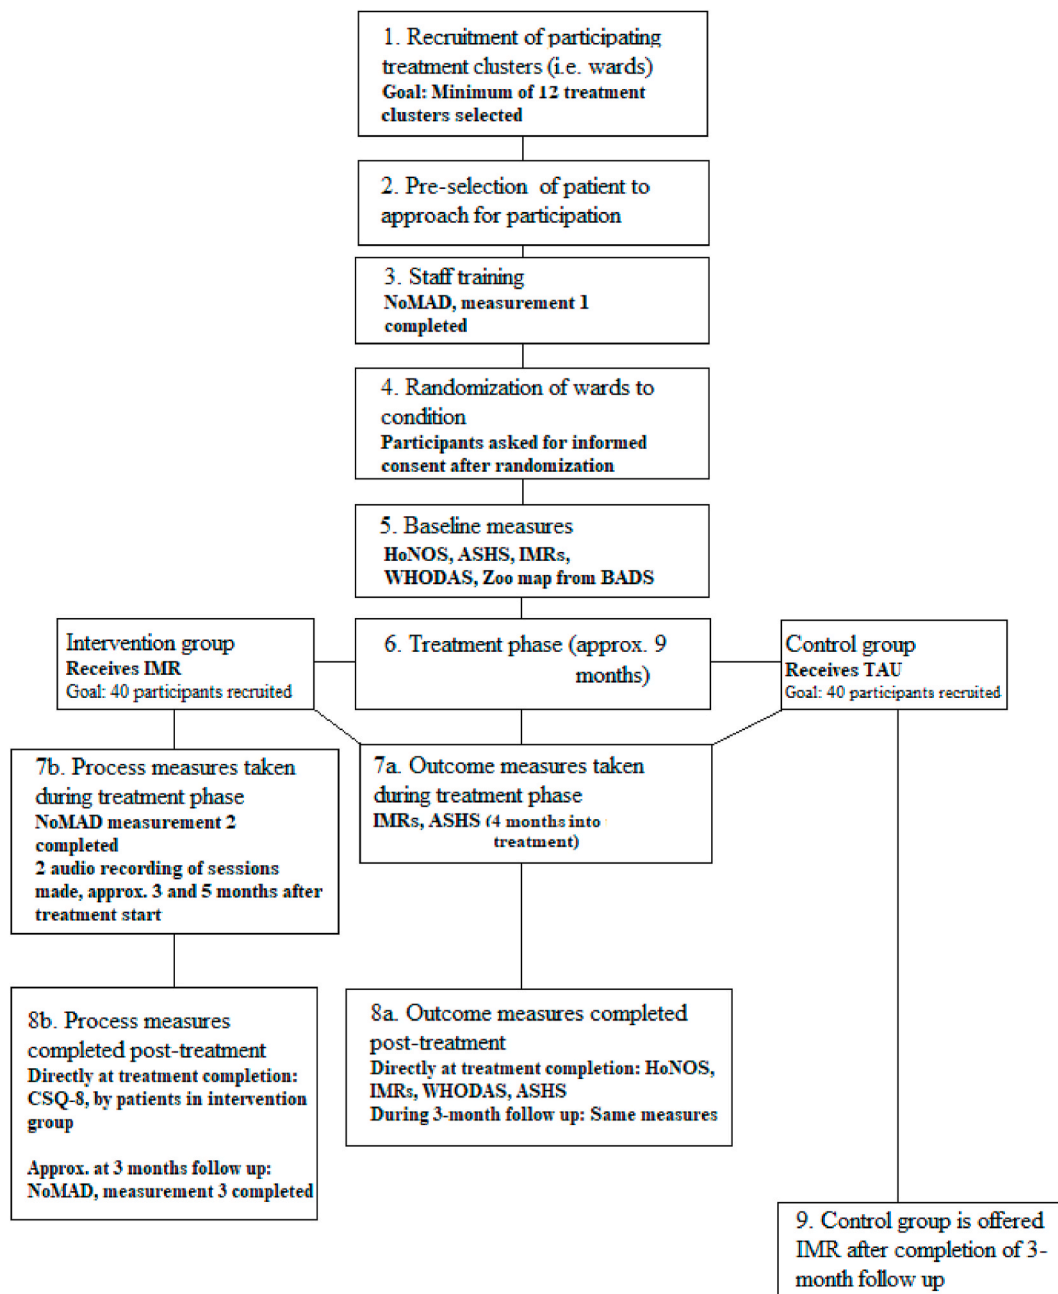 1. Recruitment of participating
treatment clusters (i.e. wards)
Goal: Minimum of 12 treatment
clusters selected
2. Pre-selection of patient to
approach for participation
3. Staff training
NoMAD, measurement 1
completed
4. Randomization of wards to
condition
Participants asked for informed
consent after randomization
5. Baseline measures
HoNOS, ASHS, IMRs,
WHODAS, Zoo map from BADS
Intervention group
Receives IMR
Goal: 40 participants recruited
6. Treatment phase (approx. 9
months)
Control group
Receives TAU
Goal: 40 participants recruited
7b. Process measures taken
during treatment phase
NoMAD measurement 2
completed
2 audio recording of sessions
made, approx. 3 and 5 months after
treatment start
7a. Outcome measures taken
during treatment phase
IMRs, ASHS (4 months into
treatment)
8b. Process measures
completed post-treatment
Directly at treatment completion:
CSQ-8, by patients in intervention
group
Approx. at 3 months follow up:
NoMAD, measurement 3 completed
8a. Outcome measures completed
post-treatment
Directly at treatment completion: HoNOS,
IMRs, WHODAS, ASHS
During 3-month follow up: Same measures
9. Control group is offered
IMR after completion of 3-
month follow up